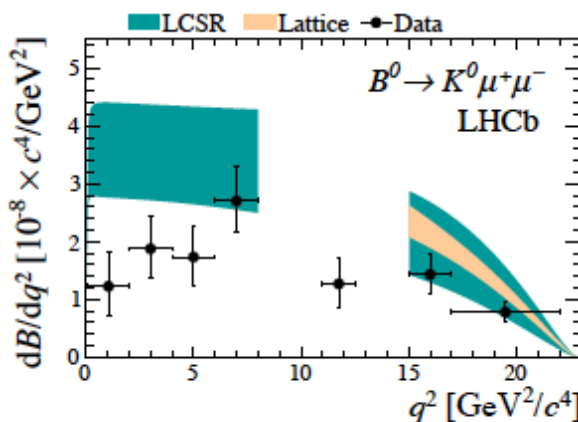 LCSR Lattice Data
B⁰ → K⁰μ⁺μ⁻
LHCb
dB/dq² [10⁻⁸ × c⁴/GeV²]
5
4
3
2
1
0
0 5 10 15 20
q² [GeV²/c⁴]